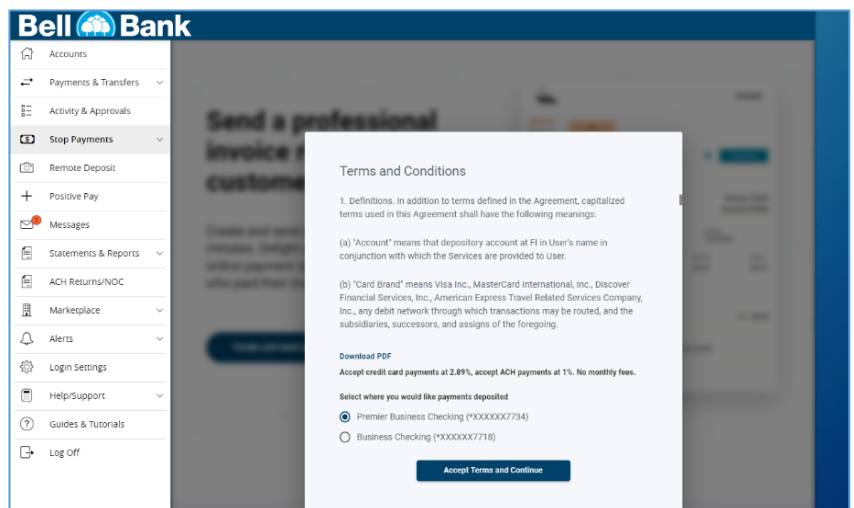 Bell Bank
Accounts
Payments & Transfers
Activity & Approvals
Stop Payments
Remote Deposit
Positive Pay
Messages
Statements & Reports
ACH Returns/NOC
Marketplace
Alerts
Login Settings
Help/Support
Guides & Tutorials
Log Off
Send a professional
invoice
Terms and Conditions
1. Definitions. In addition to terms defined in the Agreement, capitalized
terms used in this Agreement shall have the following meanings:
(a) "Account" means that depository account at FI in User's name in
conjunction with which the Services are provided to User.
(b) "Card Brand" means Visa Inc., MasterCard International, Inc., Discover
Financial Services, Inc., American Express Travel Related Services Company,
Inc., any debit network through which transactions may be routed, and the
subsidiaries, successors, and assigns of the foregoing.
Download PDF
Accept credit card payments at 2.89%, accept ACH payments at 1%. No monthly fees.
Select where you would like payments deposited
Premier Business Checking (*XXXXXX7734)
Business Checking (*XXXXXX7718)
Accept Terms and Continue